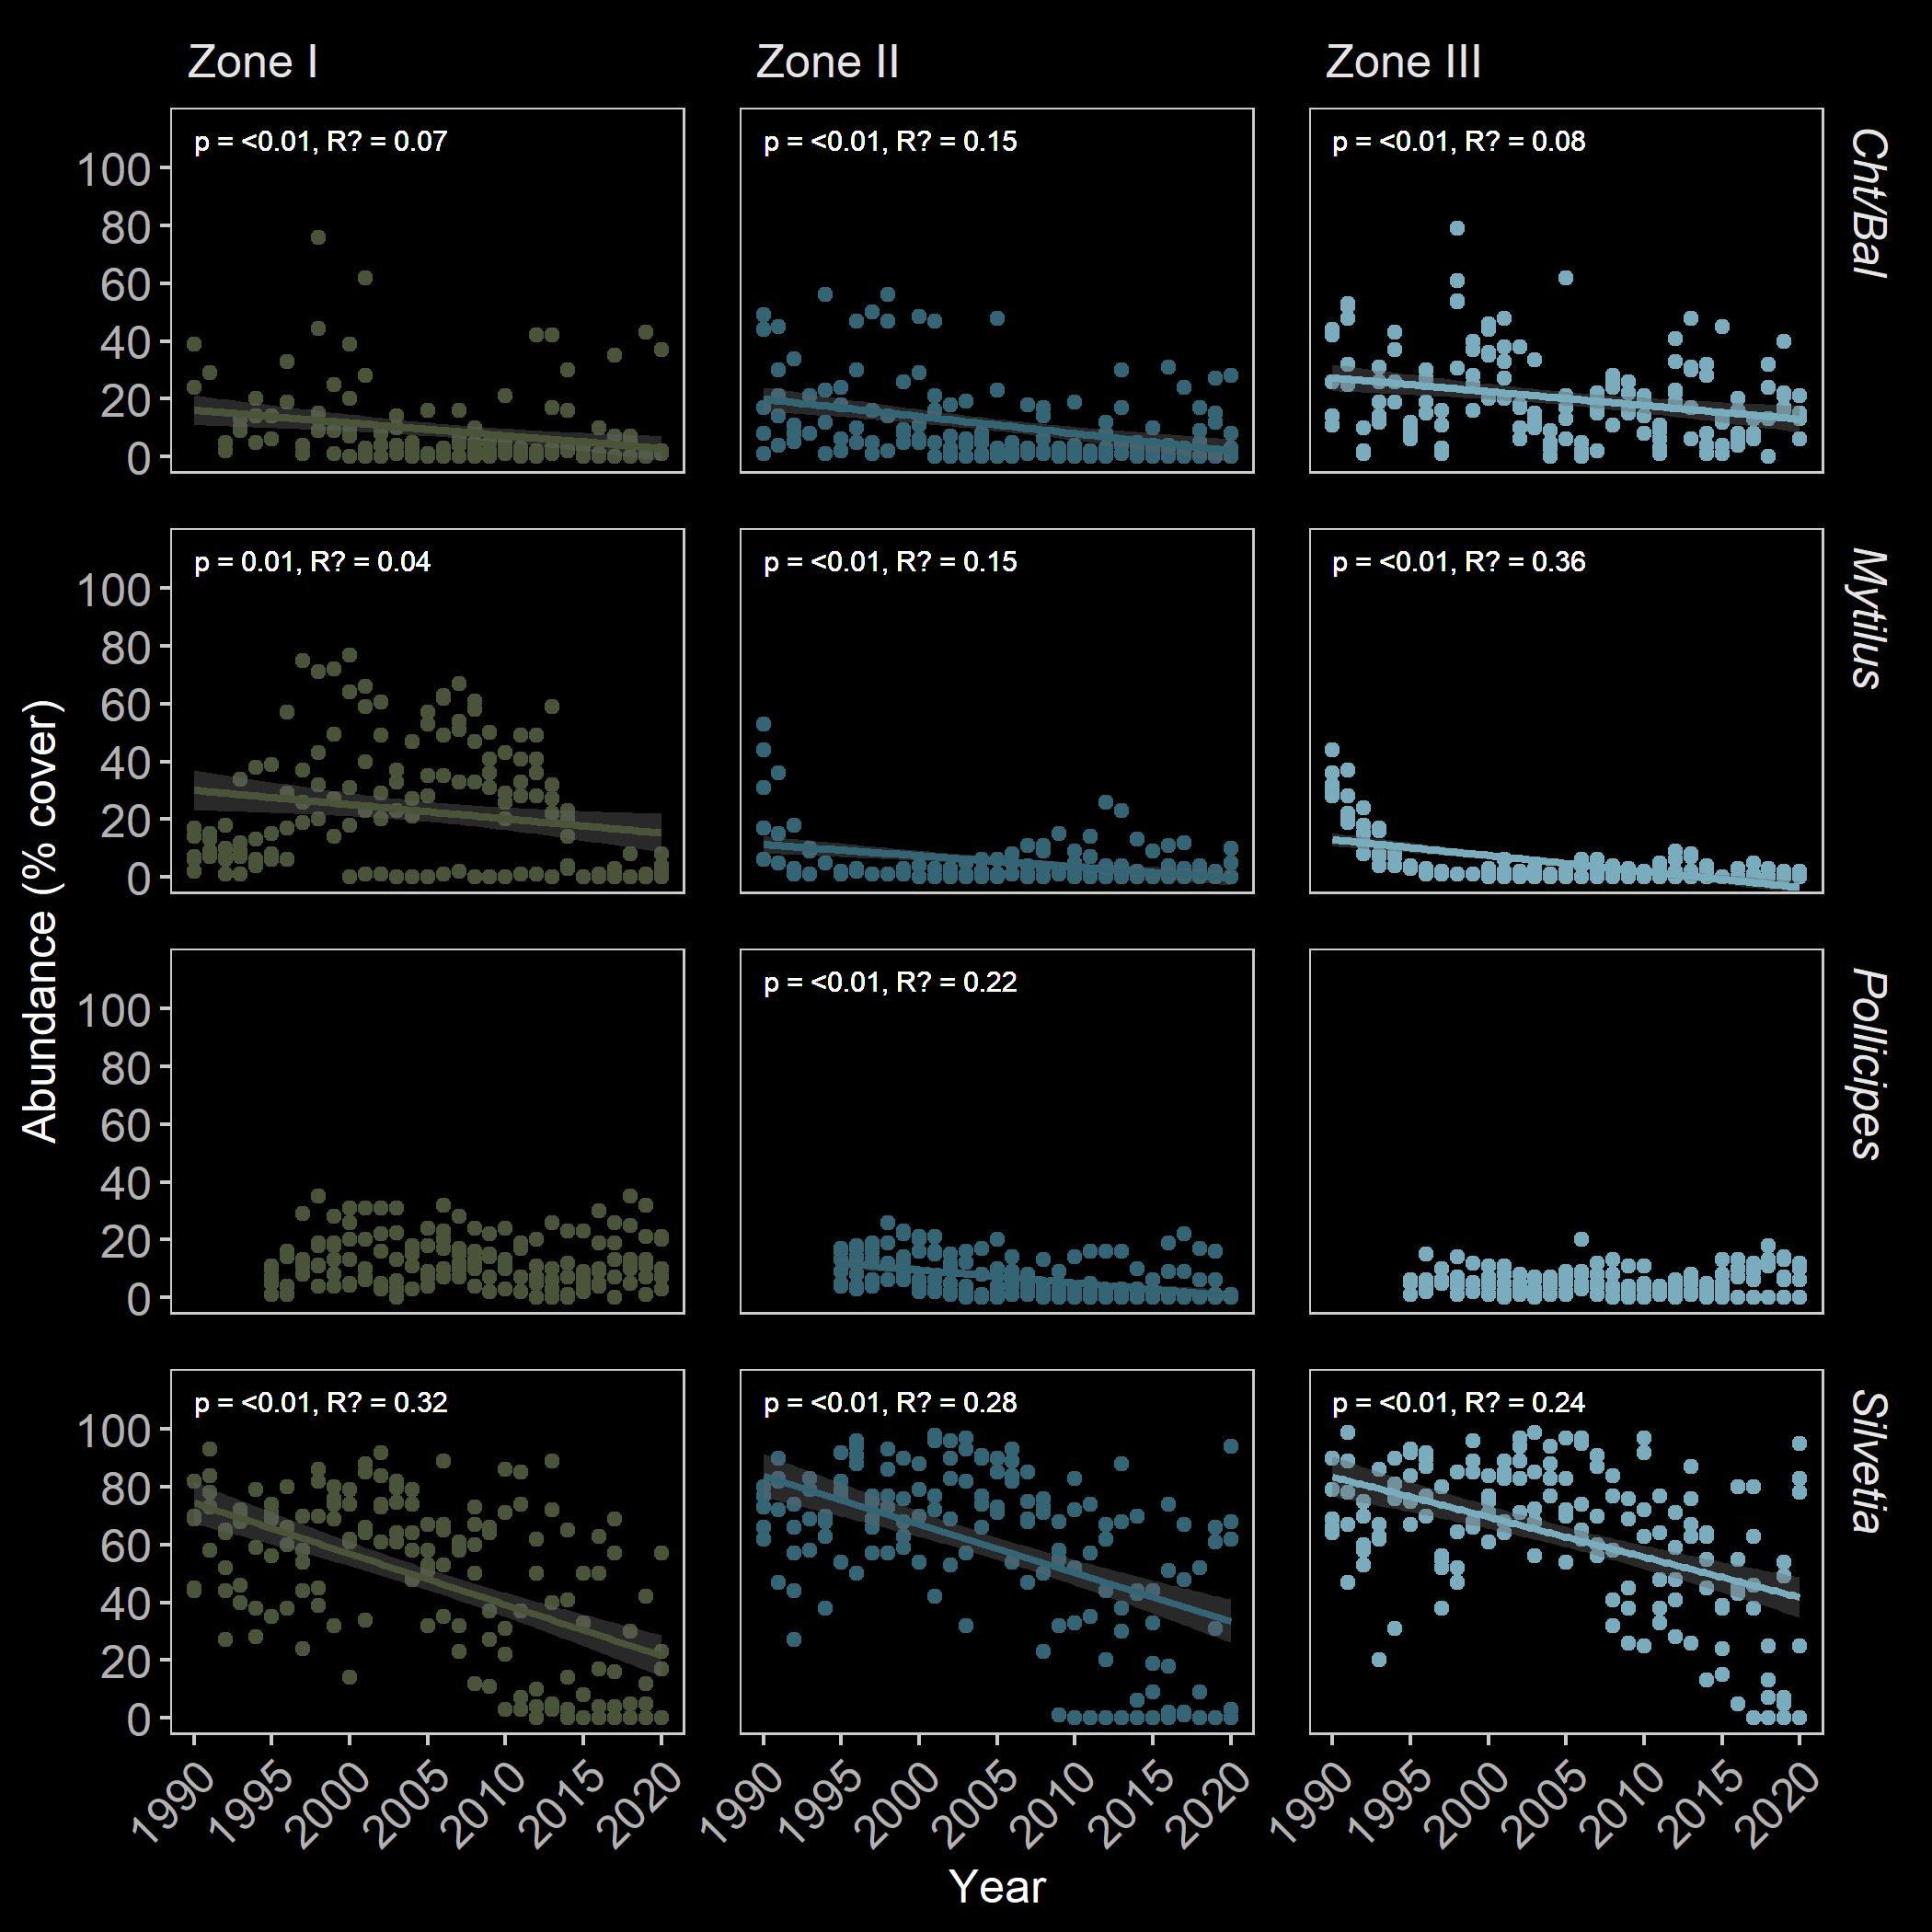 Zone I Zone II Zone III
p = <0.01, R? = 0.07 p = <0.01, R? = 0.15 p = <0.01, R? = 0.08
Cht/Bal
100
80
60
40
20
0
p = 0.01, R? = 0.04 p = <0.01, R? = 0.15 p = <0.01, R? = 0.36
Mytilus
100
80
60
40
20
0
Abundance (% cover)
p = <0.01, R? = 0.22
Pollicipes
100
80
60
40
20
0
p = <0.01, R? = 0.32 p = <0.01, R? = 0.28 p = <0.01, R? = 0.24
Silvetia
100
80
60
40
20
0
1990 1995 2000 2005 2010 2015 2020 1990 1995 2000 2005 2010 2015 2020 1990 1995 2000 2005 2010 2015 2020
Year